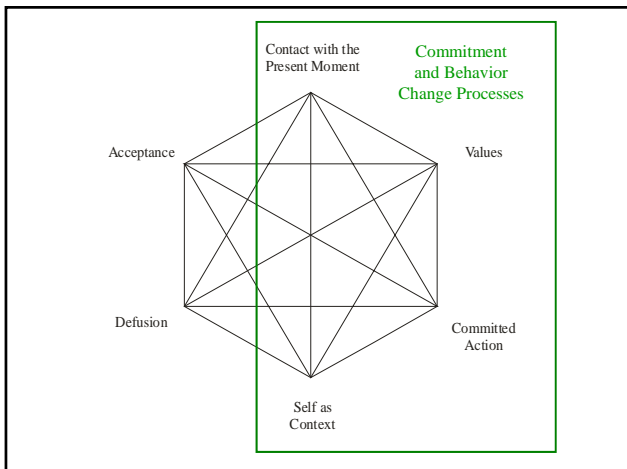 Contact with the
Present Moment
Commitment
and Behavior
Change Processes
Acceptance
Values
Defusion
Committed
Action
Self as
Context